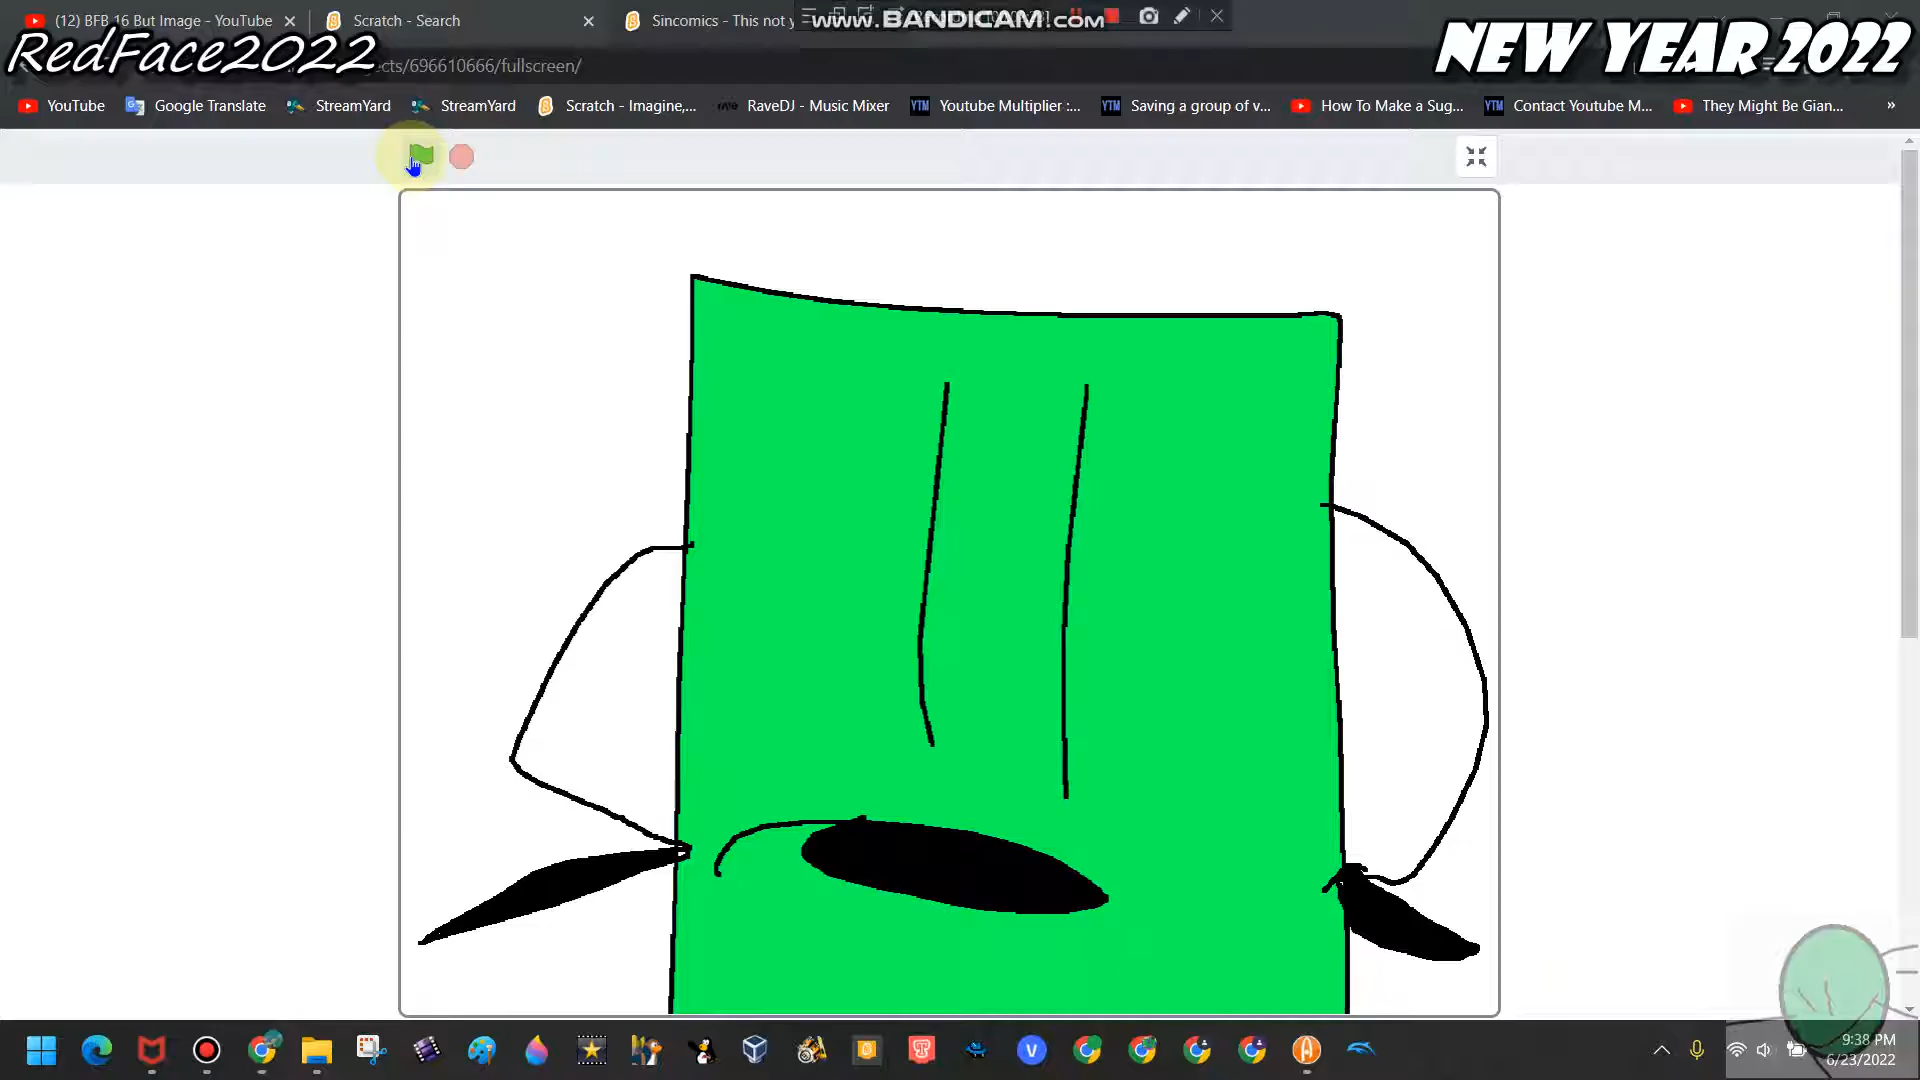 (12) BFB 16 But Image - YouTube
Scratch - Search
Sincomics - This not y
www.BANDICAM.com
RedFace2022
NEW YEAR 2022
ects/696610666/fullscreen/
YouTube
Google Translate
StreamYard
StreamYard
Scratch - Imagine,...
RaveDJ - Music Mixer
Youtube Multiplier :...
Saving a group of v...
How To Make a Sug...
Contact Youtube M...
They Might Be Gian...
»
9:38 PM
6/23/2022